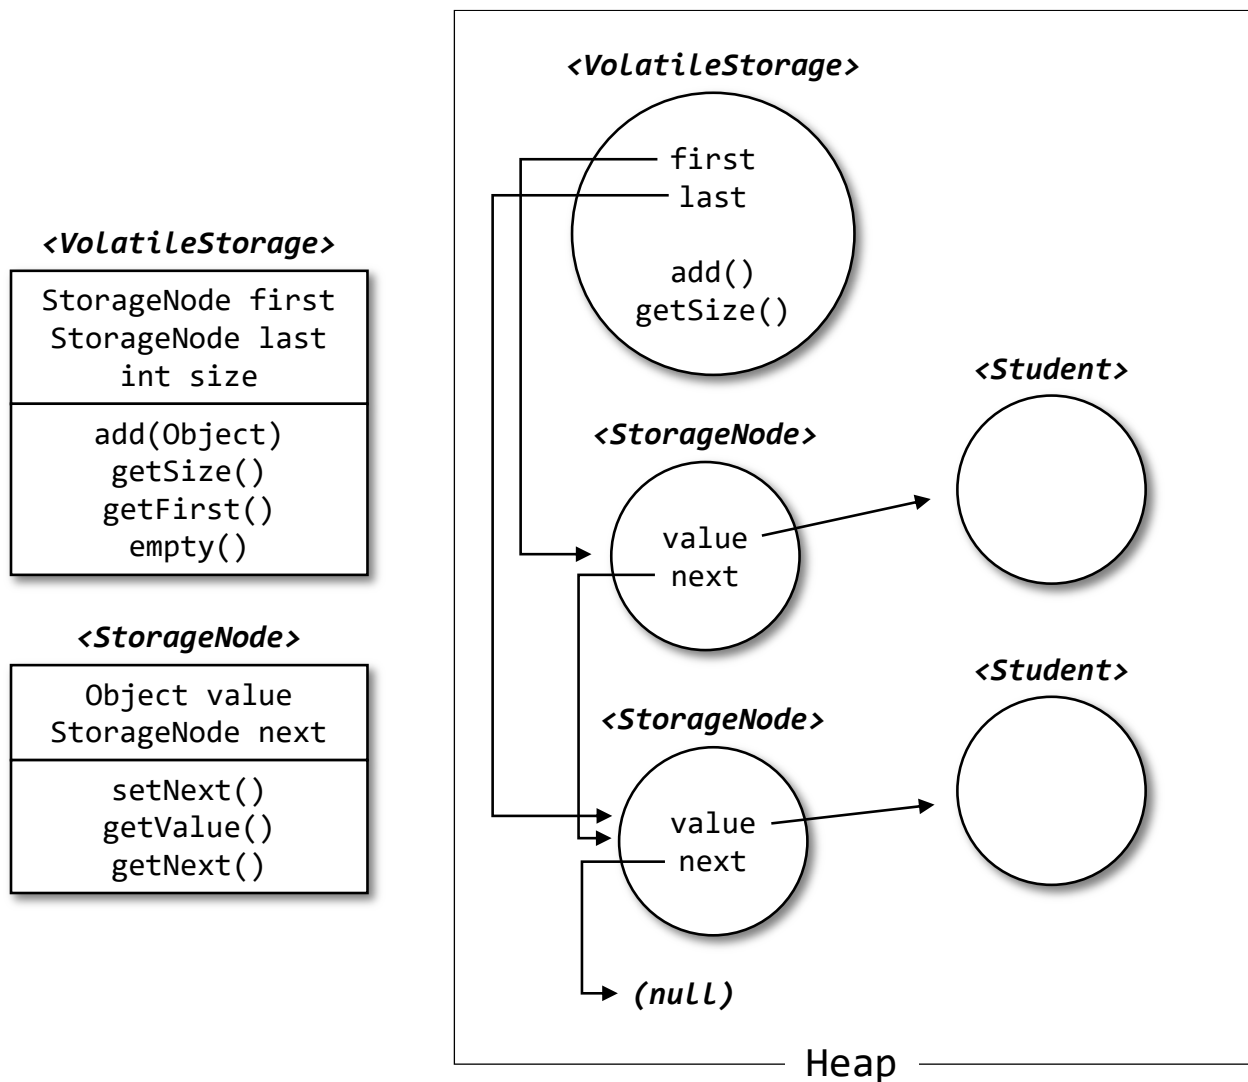 <VolatileStorage>
StorageNode first
StorageNode last
int size
add(Object)
getSize()
getFirst()
empty()
<StorageNode>
Object value
StorageNode next
setNext()
getValue()
getNext()
<VolatileStorage>
first
last
add()
getSize()
<StorageNode>
value
next
<Student>
<StorageNode>
value
next
<Student>
(null)
Heap